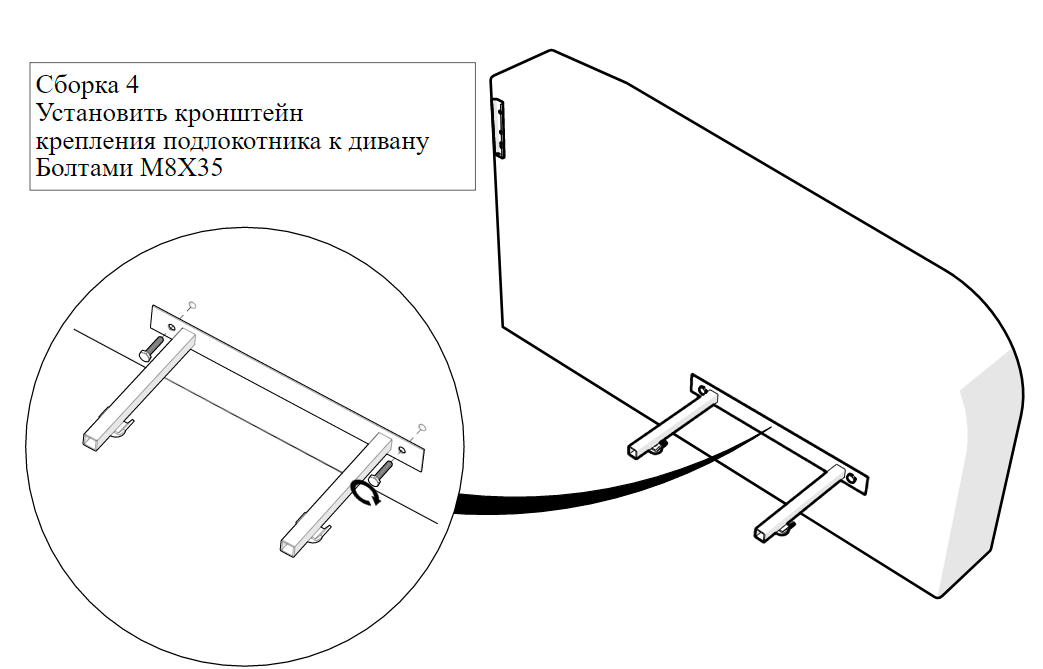 Сборка 4
Установить кронштейн
крепления подлокотника к дивану
Болтами М8Х35